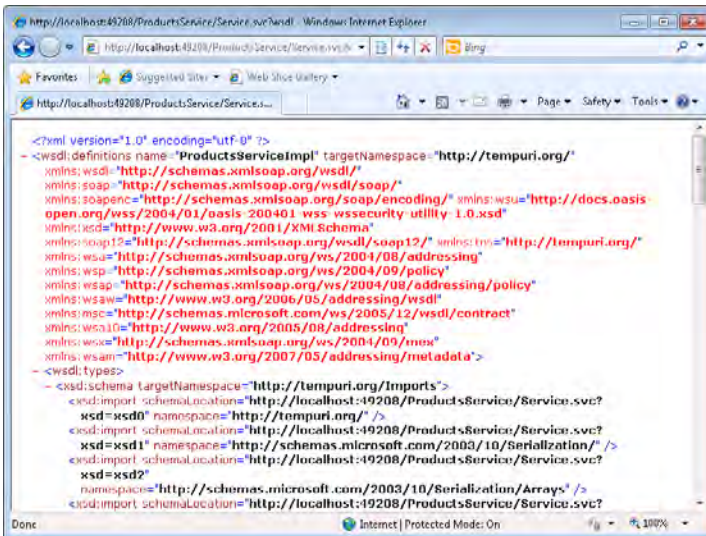 http://localhost:49208/ProductsService/Service.svc?wsdl - Windows Internet Explorer
http://localhost:49208/ProductsService/Service.svc?v
Bing
Favorites Suggested Sites Web Slice Gallery
http://localhost:49208/ProductsService/Service.s... Page Safety Tools
<?xml version="1.0" encoding="utf-8" ?>
- <wsdl:definitions name="ProductsServiceImpl" targetNamespace="http://tempuri.org/"
xmlns:wsdl="http://schemas.xmlsoap.org/wsdl/"
xmlns:soap="http://schemas.xmlsoap.org/wsdl/soap/"
xmlns:soapenc="http://schemas.xmlsoap.org/soap/encoding/" xmlns:wsu="http://docs.oasis-
open.org/wss/2004/01/oasis-200401-wss-wssecurity-utility-1.0.xsd"
xmlns:xsd="http://www.w3.org/2001/XMLSchema"
xmlns:soap12="http://schemas.xmlsoap.org/wsdl/soap12/" xmlns:tns="http://tempuri.org/"
xmlns:wsa="http://schemas.xmlsoap.org/ws/2004/08/addressing"
xmlns:wsp="http://schemas.xmlsoap.org/ws/2004/09/policy"
xmlns:wsap="http://schemas.xmlsoap.org/ws/2004/08/addressing/policy"
xmlns:wsaw="http://www.w3.org/2006/05/addressing/wsdl"
xmlns:msc="http://schemas.microsoft.com/ws/2005/12/wsdl/contract"
xmlns:wsa10="http://www.w3.org/2005/08/addressing"
xmlns:wsx="http://schemas.xmlsoap.org/ws/2004/09/mex"
xmlns:wsam="http://www.w3.org/2007/05/addressing/metadata">
- <wsdl:types>
- <xsd:schema targetNamespace="http://tempuri.org/Imports">
<xsd:import schemaLocation="http://localhost:49208/ProductsService/Service.svc?
xsd=xsd0" namespace="http://tempuri.org/" />
<xsd:import schemaLocation="http://localhost:49208/ProductsService/Service.svc?
xsd=xsd1" namespace="http://schemas.microsoft.com/2003/10/Serialization/" />
<xsd:import schemaLocation="http://localhost:49208/ProductsService/Service.svc?
xsd=xsd2"
namespace="http://schemas.microsoft.com/2003/10/Serialization/Arrays" />
<xsd:import schemaLocation="http://localhost:49208/ProductsService/Service.svc?
Done Internet | Protected Mode: On 100%